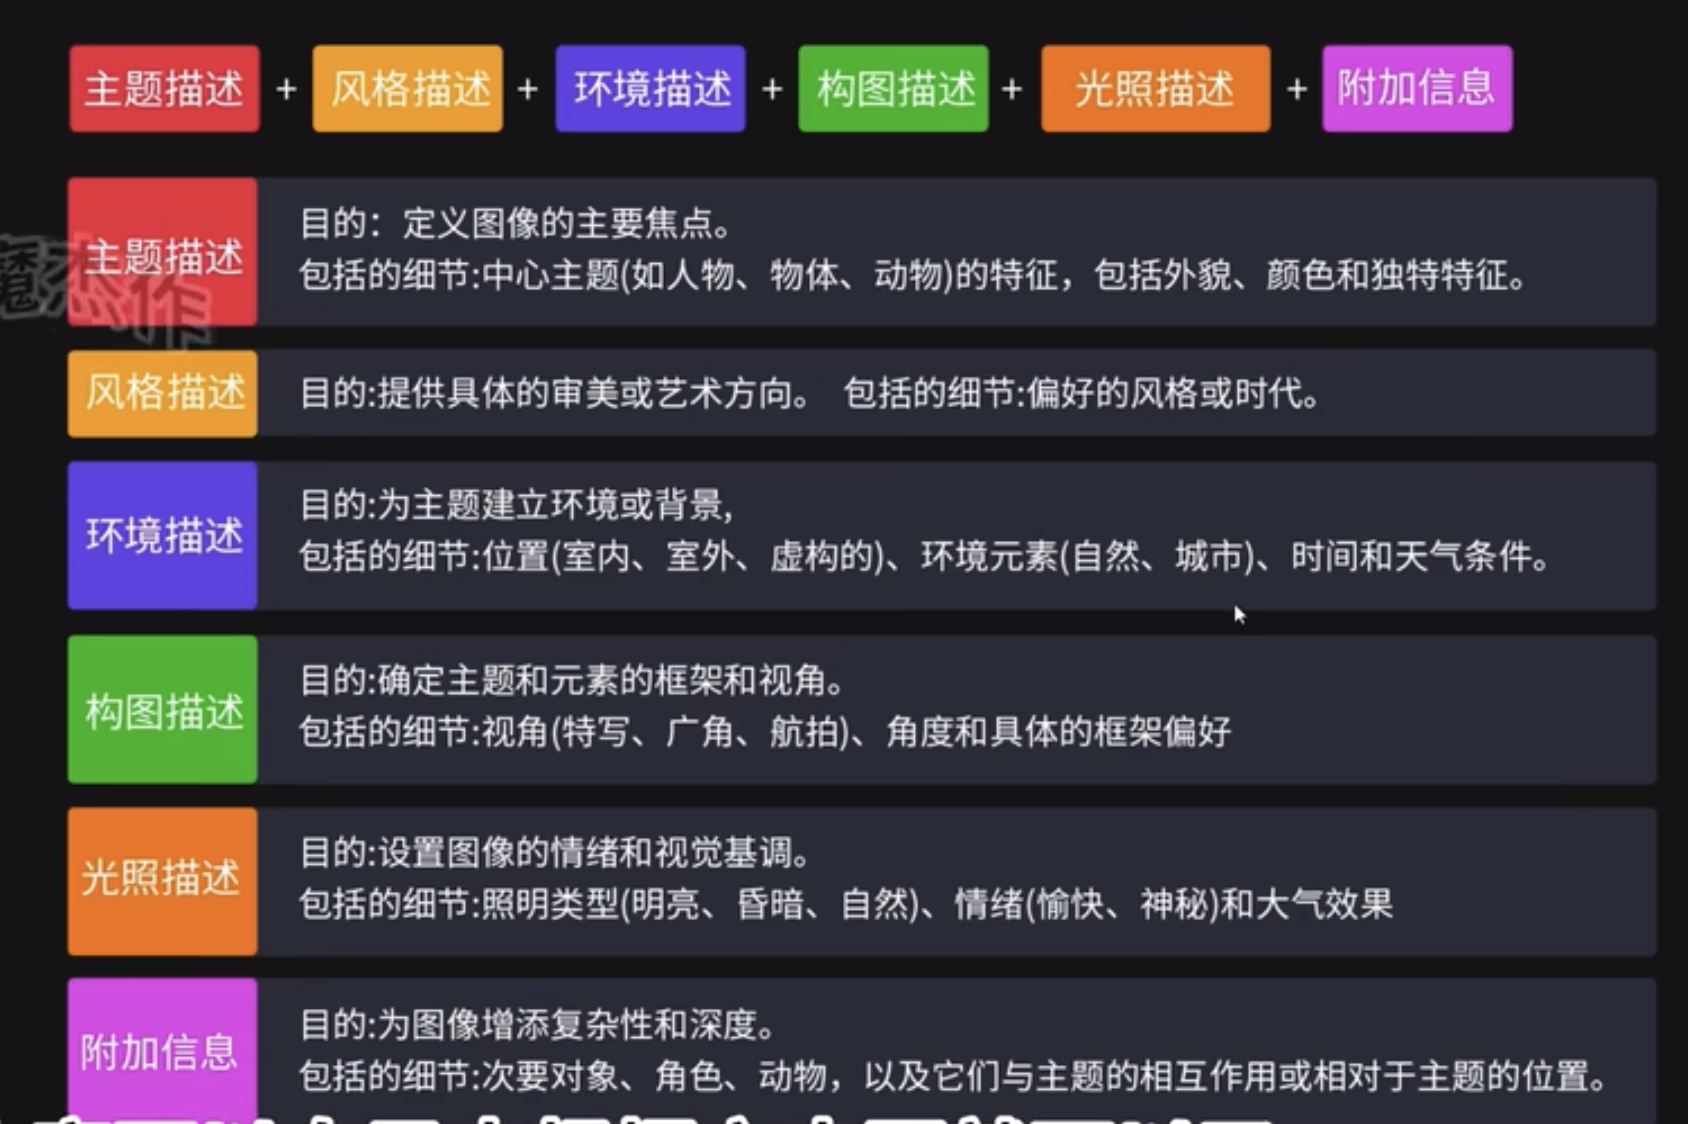 主题描述 + 风格描述 + 环境描述 + 构图描述 + 光照描述 + 附加信息
主题描述
目的：定义图像的主要焦点。
包括的细节:中心主题(如人物、物体、动物)的特征，包括外貌、颜色和独特特征。
魔杰作
风格描述
目的:提供具体的审美或艺术方向。 包括的细节:偏好的风格或时代。
环境描述
目的:为主题建立环境或背景,
包括的细节:位置(室内、室外、虚构的)、环境元素(自然、城市)、时间和天气条件。
构图描述
目的:确定主题和元素的框架和视角。
包括的细节:视角(特写、广角、航拍)、角度和具体的框架偏好
光照描述
目的:设置图像的情绪和视觉基调。
包括的细节:照明类型(明亮、昏暗、自然)、情绪(愉快、神秘)和大气效果
附加信息
目的:为图像增添复杂性和深度。
包括的细节:次要对象、角色、动物，以及它们与主题的相互作用或相对于主题的位置。